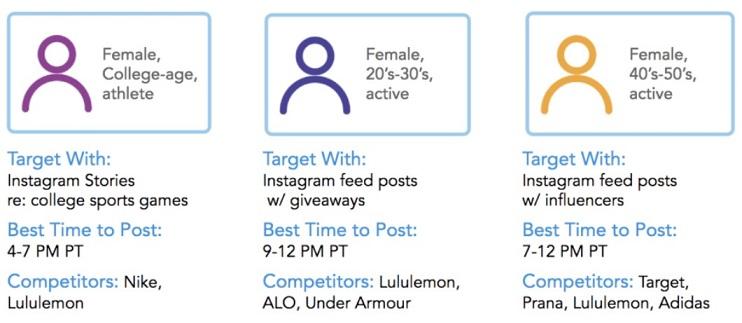 Female,
College-age,
athlete
Target With:
Instagram Stories
re: college sports games
Best Time to Post:
4-7 PM PT
Competitors: Nike,
Lululemon
Female,
20's-30's,
active
Target With:
Instagram feed posts
w/ giveaways
Best Time to Post:
9-12 PM PT
Competitors: Lululemon,
ALO, Under Armour
Female,
40's-50's,
active
Target With:
Instagram feed posts
w/ influencers
Best Time to Post:
7-12 PM PT
Competitors: Target,
Prana, Lululemon, Adidas